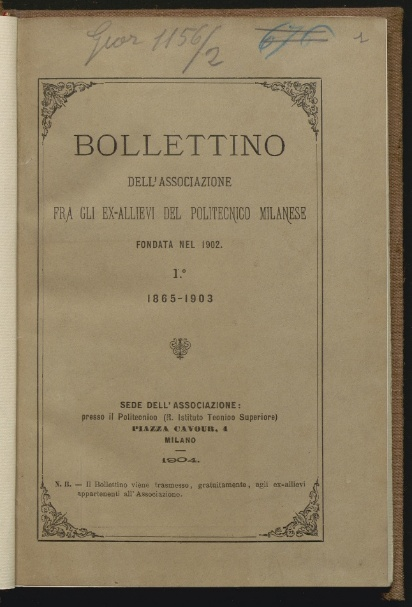 Gior 1156/2
676
1
BOLLETTINO
DELL'ASSOCIAZIONE
FRA GLI EX-ALLIEVI DEL POLITECNICO MILANESE
FONDATA NEL 1902.
I.º
1865-1903
SEDE DELL'ASSOCIAZIONE:
presso il Politecnico (R. Istituto Tecnico Superiore)
PIAZZA CAVOUR, 4
MILANO
1904.
N. B. — Il Bollettino viene trasmesso, gratuitamente, agli ex-allievi
appartenenti all'Associazione.